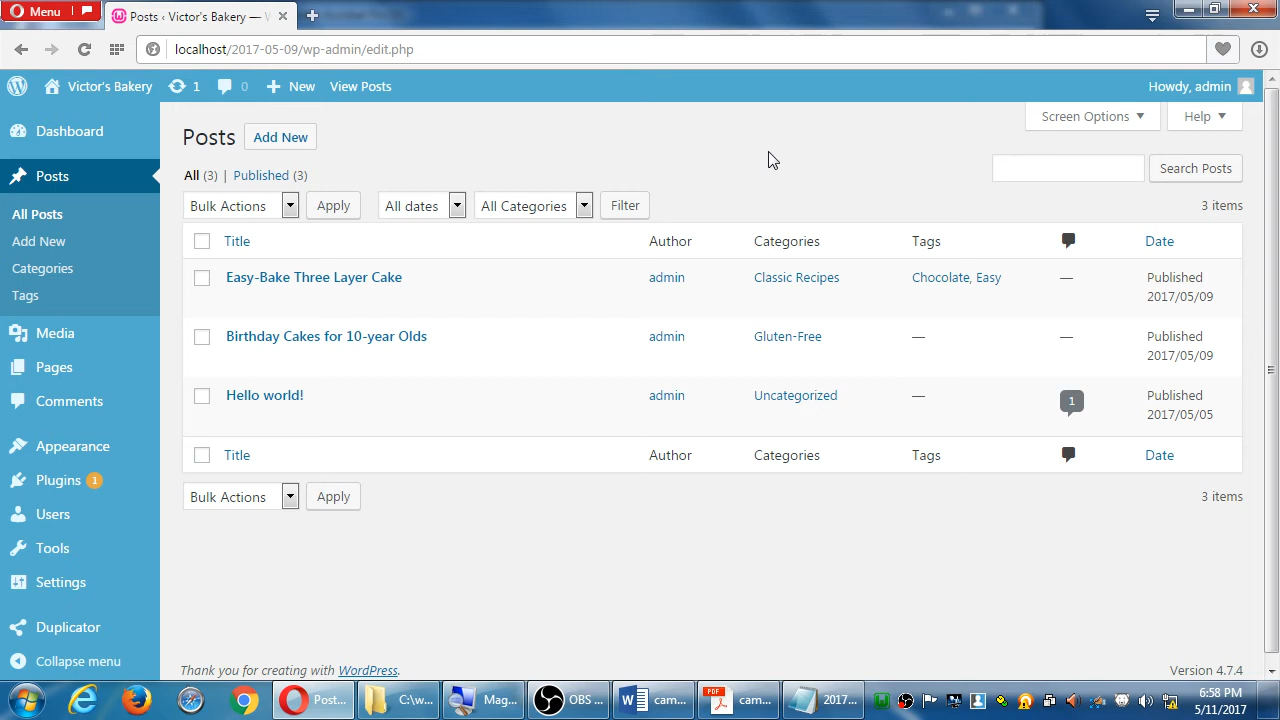 Menu
Posts ‹ Victor's Bakery — W
localhost/2017-05-09/wp-admin/edit.php
Victor's Bakery 1 0 New View Posts Howdy, admin
Screen Options Help
Dashboard
Posts
All Posts
Add New
Categories
Tags
Media
Pages
Comments
Appearance
Plugins 1
Users
Tools
Settings
Duplicator
Collapse menu
Posts Add New
All (3) | Published (3)
Search Posts
Bulk Actions Apply All dates All Categories Filter 3 items
Title Author Categories Tags Date
Easy-Bake Three Layer Cake admin Classic Recipes Chocolate, Easy — Published
2017/05/09
Birthday Cakes for 10-year Olds admin Gluten-Free — — Published
2017/05/09
Hello world! admin Uncategorized — 1 Published
2017/05/05
Title Author Categories Tags Date
Bulk Actions Apply 3 items
Thank you for creating with WordPress. Version 4.7.4
Post... C:\w... Mag... OBS ... cam... PDF cam... 2017... 6:58 PM
5/11/2017